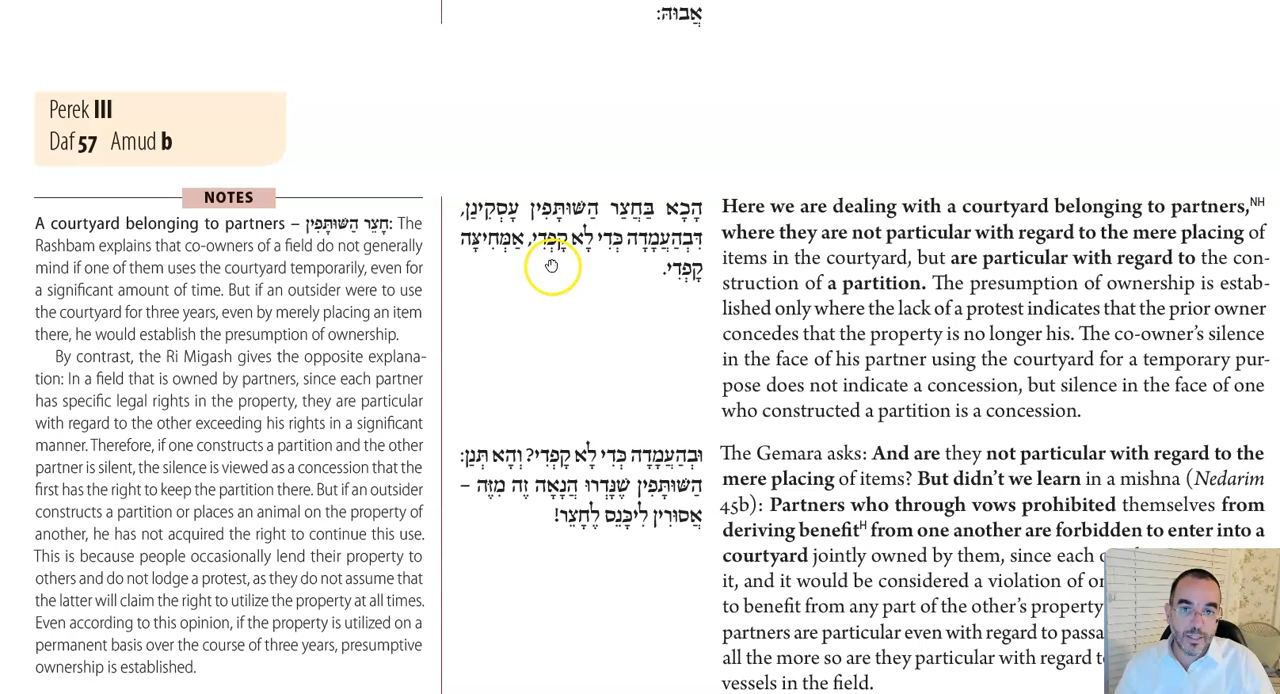 אֲבוּהּ:
Perek III
Daf 57 Amud b
NOTES
A courtyard belonging to partners – חֲצַר הַשּׁוּתָּפִין: The
Rashbam explains that co-owners of a field do not generally
mind if one of them uses the courtyard temporarily, even for
a significant amount of time. But if an outsider were to use
the courtyard for three years, even by merely placing an item
there, he would establish the presumption of ownership.
By contrast, the Ri Migash gives the opposite explana-
tion: In a field that is owned by partners, since each partner
has specific legal rights in the property, they are particular
with regard to the other exceeding his rights in a significant
manner. Therefore, if one constructs a partition and the other
partner is silent, the silence is viewed as a concession that the
first has the right to keep the partition there. But if an outsider
constructs a partition or places an animal on the property of
another, he has not acquired the right to continue this use.
This is because people occasionally lend their property to
others and do not lodge a protest, as they do not assume that
the latter will claim the right to utilize the property at all times.
Even according to this opinion, if the property is utilized on a
permanent basis over the course of three years, presumptive
ownership is established.
הָכָא בַּחֲצַר הַשּׁוּתָּפִין עָסְקִינַן,
דִּבְהַעֲמָדָה כְּדִי לָא קָפְדִי, אַמְּחִיצָּה
קָפְדִי.
וּבְהַעֲמָדָה כְּדִי לָא קָפְדִי? וְהָא תְּנַן:
הַשּׁוּתָּפִין שֶׁנָּדְרוּ הֲנָאָה זֶה מִזֶּה –
אֲסוּרִין לִיכָּנֵס לֶחָצֵר!
Here we are dealing with a courtyard belonging to partners,NH
where they are not particular with regard to the mere placing of
items in the courtyard, but are particular with regard to the con-
struction of a partition. The presumption of ownership is estab-
lished only where the lack of a protest indicates that the prior owner
concedes that the property is no longer his. The co-owner's silence
in the face of his partner using the courtyard for a temporary pur-
pose does not indicate a concession, but silence in the face of one
who constructed a partition is a concession.
The Gemara asks: And are they not particular with regard to the
mere placing of items? But didn't we learn in a mishna (Nedarim
45b): Partners who through vows prohibited themselves from
deriving benefitH from one another are forbidden to enter into a
courtyard jointly owned by them, since each
it, and it would be considered a violation of
to benefit from any part of the other's property
partners are particular even with regard to
all the more so are they particular with regard
vessels in the field.